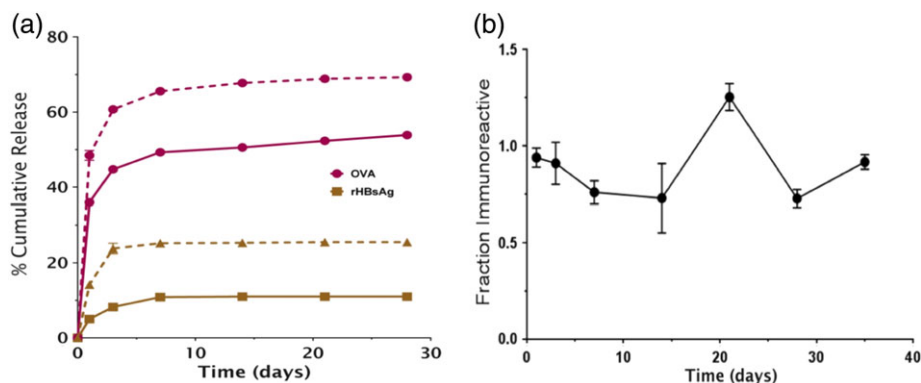 (a)
80
60
40
20
0
% Cumulative Release
OVA
rHBsAg
0 10 20 30
Time (days)
(b)
1.5
1.0
0.5
0.0
Fraction Immunoreactive
0 10 20 30 40
Time (days)